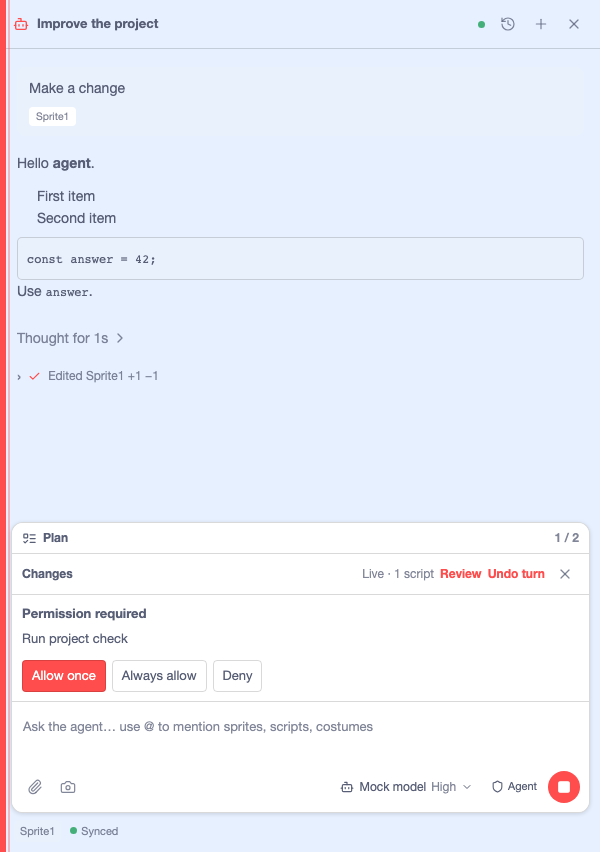 Improve the project
Make a change
Sprite1
Hello agent.
First item
Second item
const answer = 42;
Use answer.
Thought for 1s
Edited Sprite1 +1 −1
Plan 1 / 2
Changes Live · 1 script Review Undo turn
Permission required
Run project check
Allow once Always allow Deny
Ask the agent… use @ to mention sprites, scripts, costumes
Mock model High Agent
Sprite1 Synced